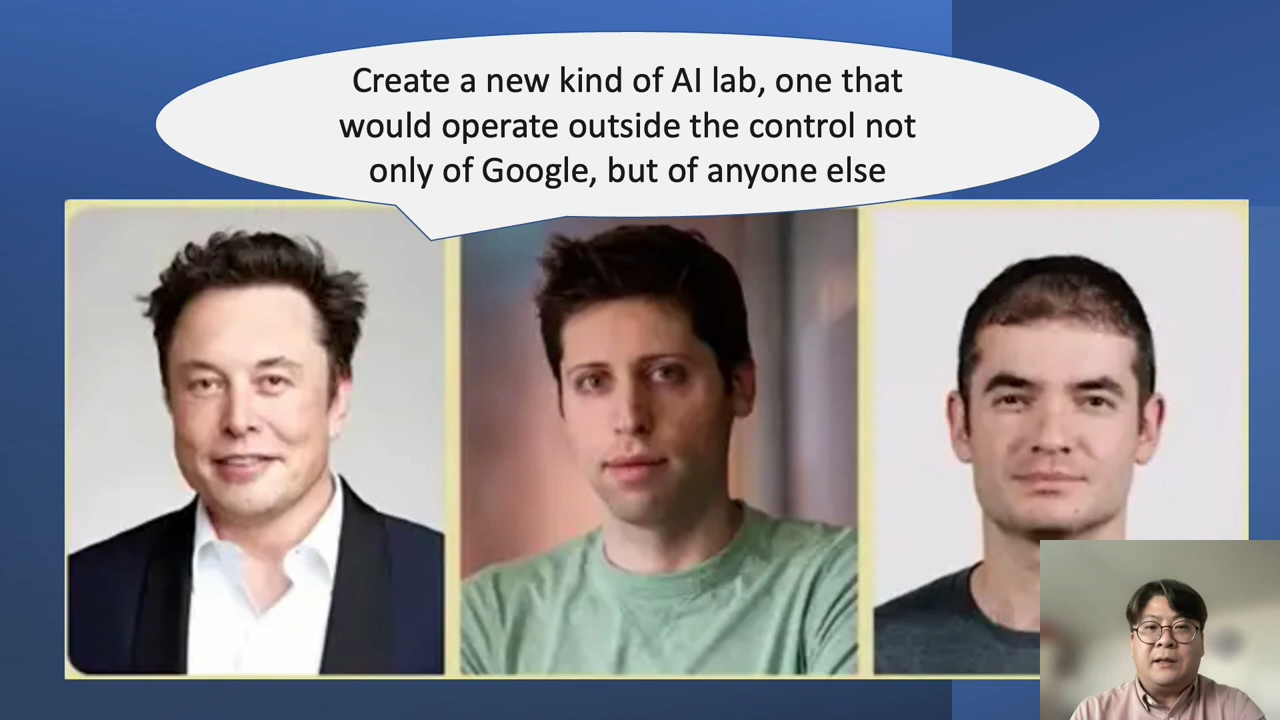 Create a new kind of AI lab, one that
would operate outside the control not
only of Google, but of anyone else